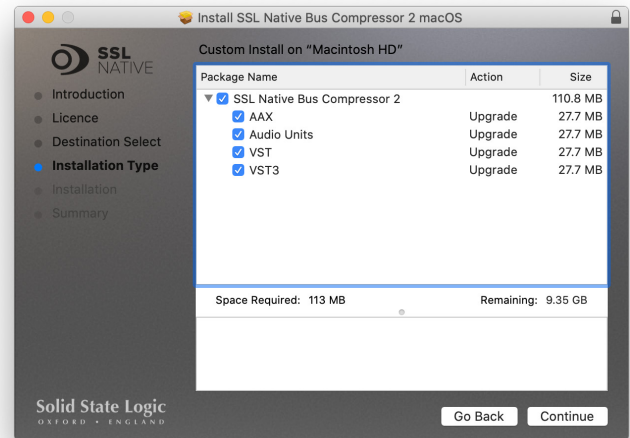 Install SSL Native Bus Compressor 2 macOS
SSL
NATIVE
Introduction
Licence
Destination Select
Installation Type
Installation
Summary
Custom Install on “Macintosh HD”
Package Name Action Size
SSL Native Bus Compressor 2 110.8 MB
AAX Upgrade 27.7 MB
Audio Units Upgrade 27.7 MB
VST Upgrade 27.7 MB
VST3 Upgrade 27.7 MB
Space Required: 113 MB Remaining: 9.35 GB
Solid State Logic
OXFORD • ENGLAND
Go Back Continue